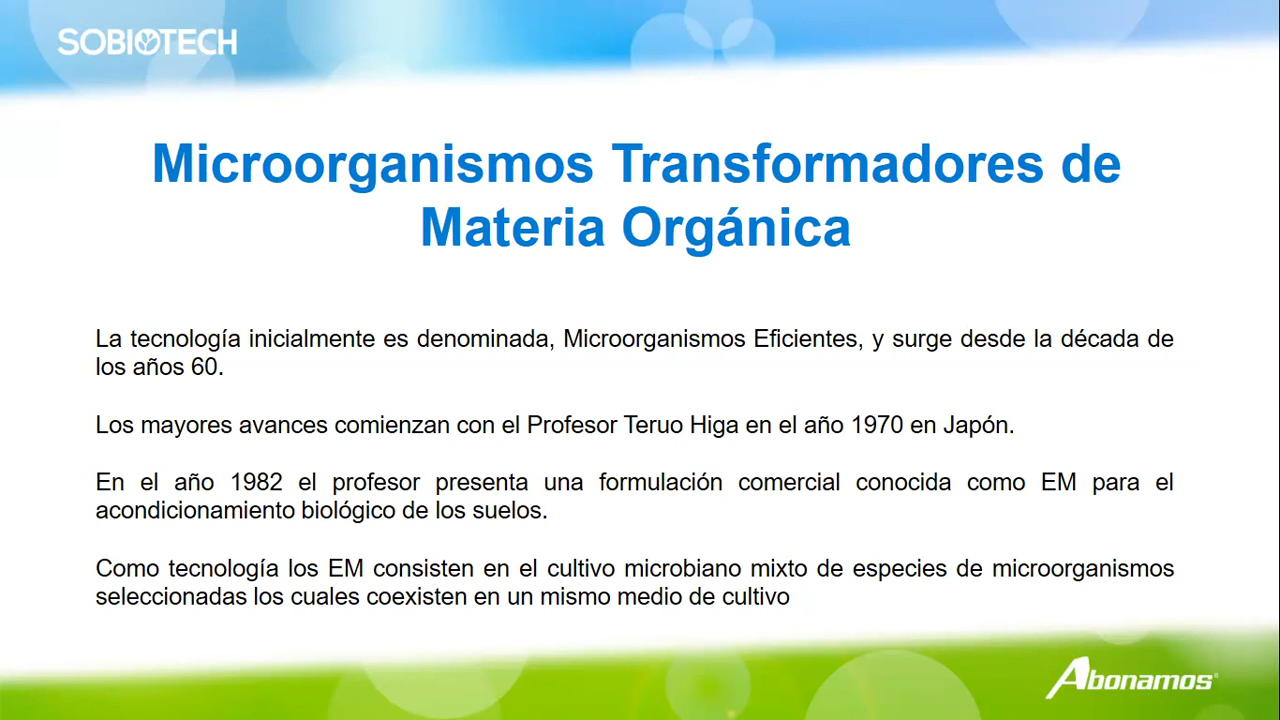 SOBIOTECH
Microorganismos Transformadores de
Materia Orgánica
La tecnología inicialmente es denominada, Microorganismos Eficientes, y surge desde la década de
los años 60.
Los mayores avances comienzan con el Profesor Teruo Higa en el año 1970 en Japón.
En el año 1982 el profesor presenta una formulación comercial conocida como EM para el
acondicionamiento biológico de los suelos.
Como tecnología los EM consisten en el cultivo microbiano mixto de especies de microorganismos
seleccionadas los cuales coexisten en un mismo medio de cultivo
Abonamos®